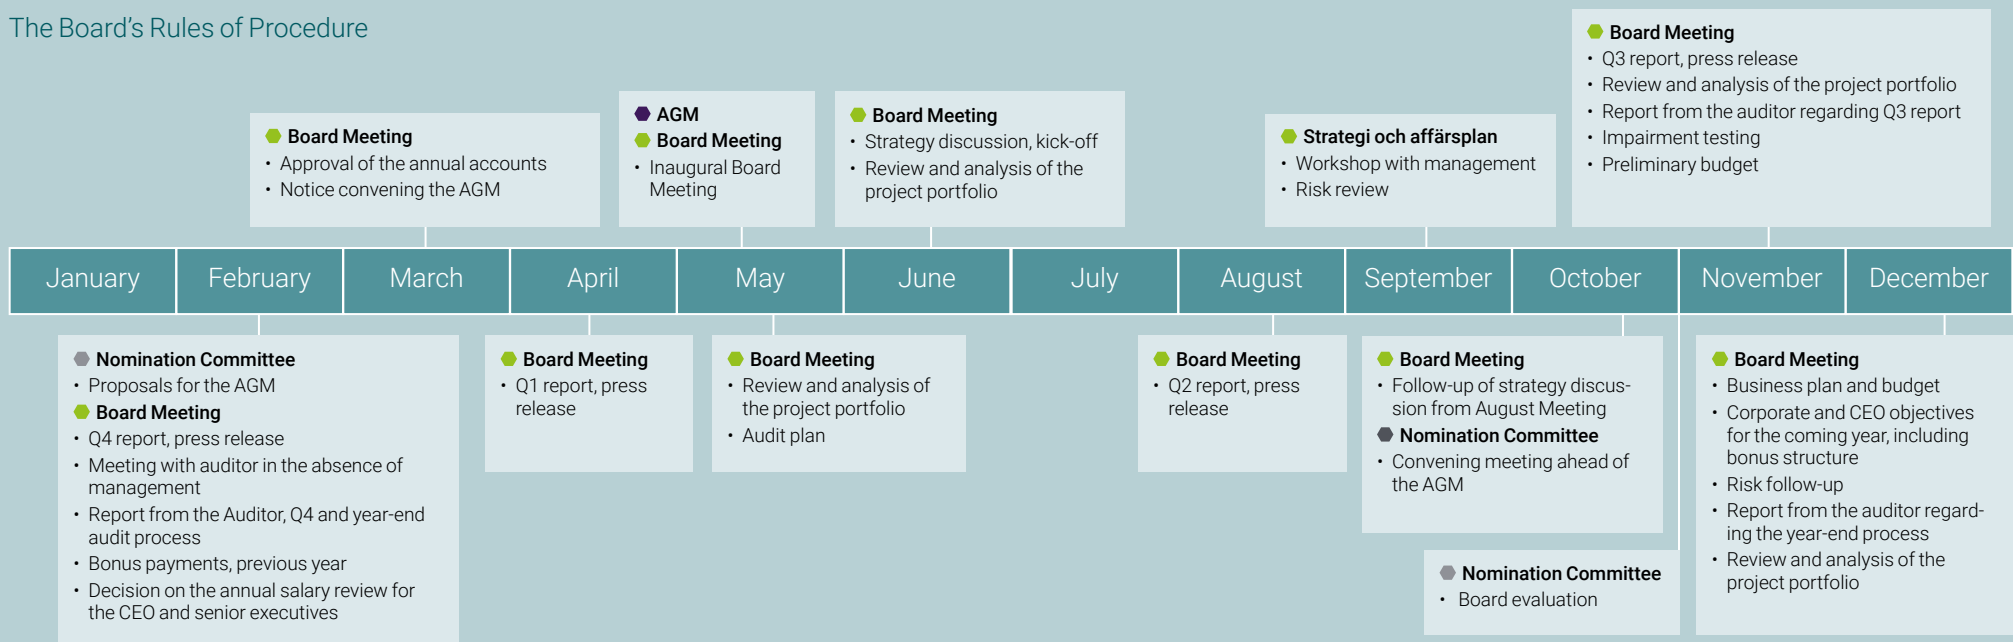 The Board's Rules of Procedure
Board Meeting
• Approval of the annual accounts
• Notice convening the AGM
AGM
Board Meeting
• Inaugural Board
Meeting
Board Meeting
• Strategy discussion, kick-off
• Review and analysis of the
project portfolio
Strategi och affärsplan
• Workshop with management
• Risk review
Board Meeting
• Q3 report, press release
• Review and analysis of the project portfolio
• Report from the auditor regarding Q3 report
• Impairment testing
• Preliminary budget
January February March April May June July August September October November December
Nomination Committee
• Proposals for the AGM
Board Meeting
• Q4 report, press release
• Meeting with auditor in the absence of
management
• Report from the Auditor, Q4 and year-end
audit process
• Bonus payments, previous year
• Decision on the annual salary review for
the CEO and senior executives
Board Meeting
• Q1 report, press
release
Board Meeting
• Review and analysis of
the project portfolio
• Audit plan
Board Meeting
• Q2 report, press
release
Board Meeting
• Follow-up of strategy discus-
sion from August Meeting
Nomination Committee
• Convening meeting ahead of
the AGM
Nomination Committee
• Board evaluation
Board Meeting
• Business plan and budget
• Corporate and CEO objectives
for the coming year, including
bonus structure
• Risk follow-up
• Report from the auditor regard-
ing the year-end process
• Review and analysis of the
project portfolio